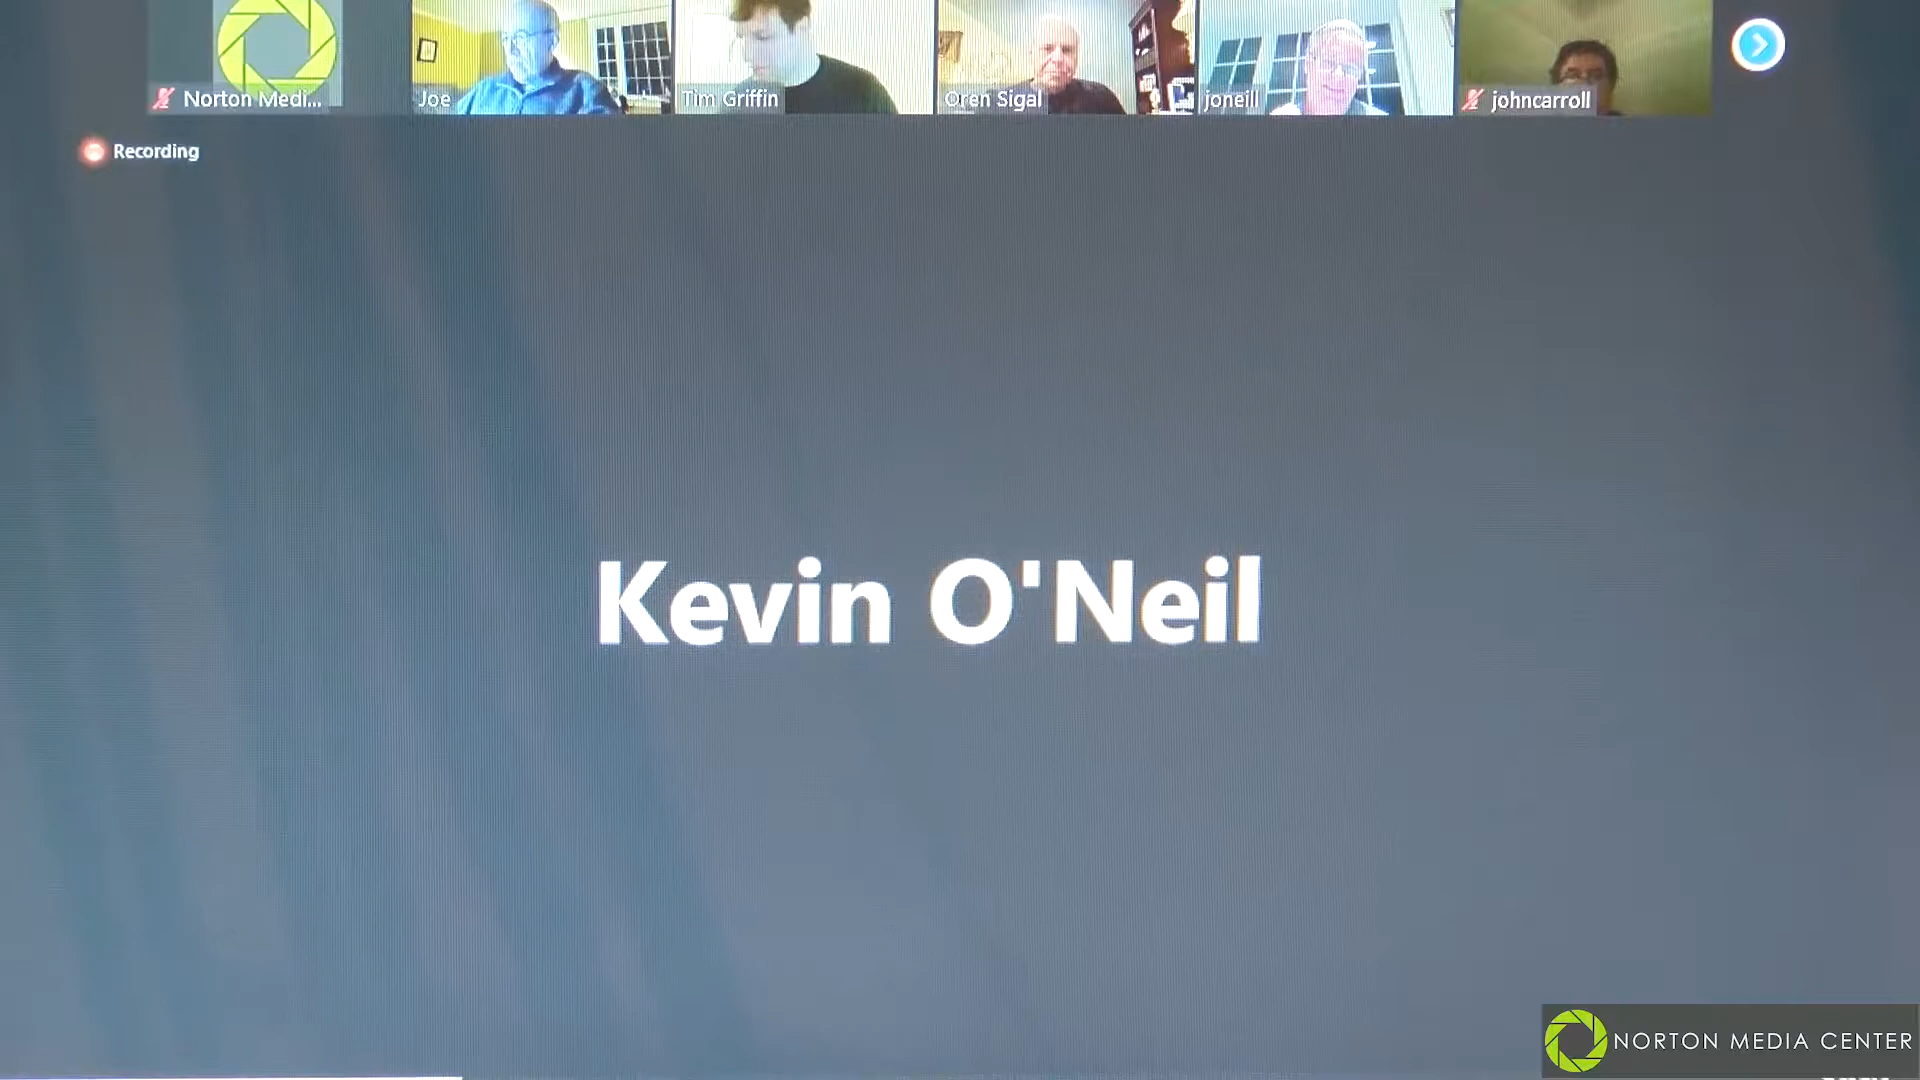 Norton Medi...
Joe
Tim Griffin
Oren Sigal
joneill
johncarroll
Recording
Kevin O'Neil
NORTON MEDIA CENTER